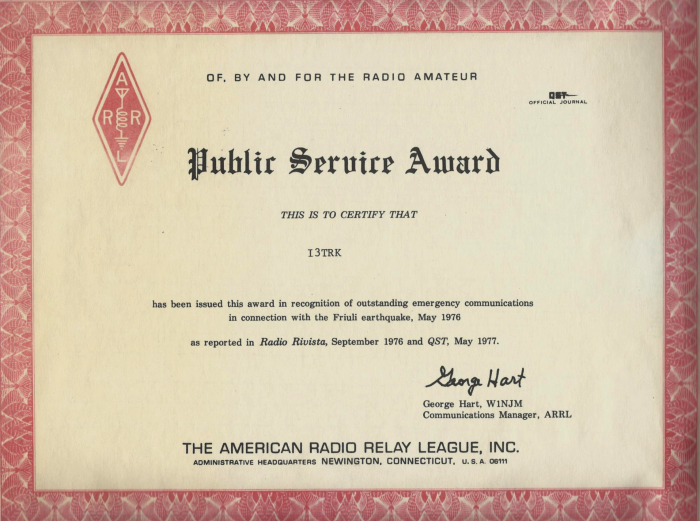 OF, BY AND FOR THE RADIO AMATEUR
QST
OFFICIAL JOURNAL
A
R R
L
Public Service Award
THIS IS TO CERTIFY THAT
I3TRK
has been issued this award in recognition of outstanding emergency communications
in connection with the Friuli earthquake, May 1976
as reported in Radio Rivista, September 1976 and QST, May 1977.
George Hart
George Hart, W1NJM
Communications Manager, ARRL
THE AMERICAN RADIO RELAY LEAGUE, INC.
ADMINISTRATIVE HEADQUARTERS NEWINGTON, CONNECTICUT, U. S. A. 06111